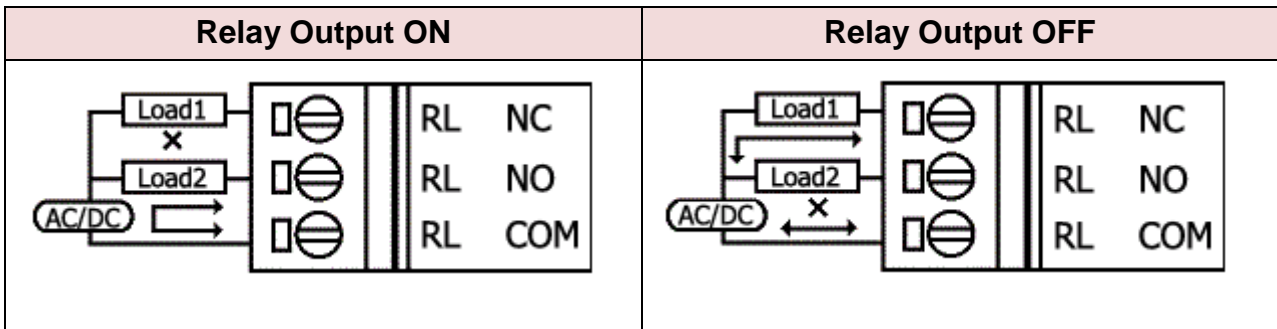 Relay Output ON
Relay Output OFF
Load1
RL NC
Load2
RL NO
AC/DC
RL COM
Load1
RL NC
Load2
RL NO
AC/DC
RL COM